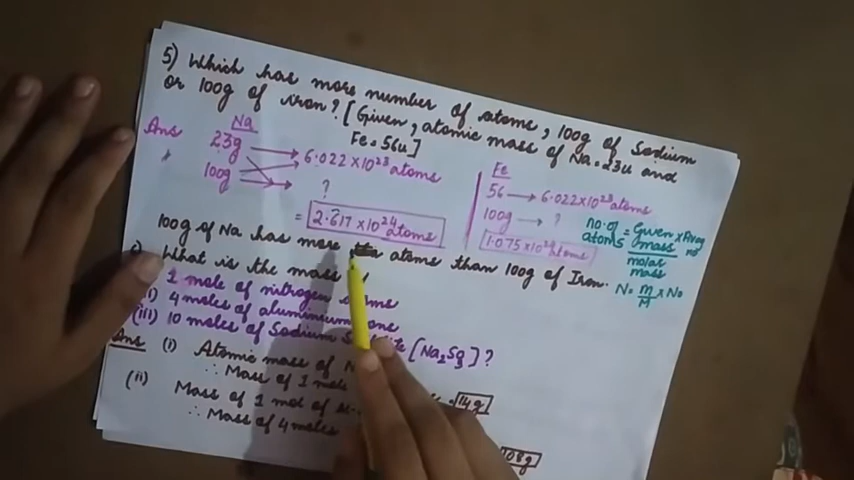 5) Which has more number of atoms, 100g of Sodium
or 100g of iron? [Given, atomic mass of Na = 23u and
Fe = 56u]
Ans
Na
23g → 6.022×10²³ atoms
100g → ?
= 2.617×10²⁴ atoms
Fe
56 → 6.022×10²³ atoms
100g → ?
1.075×10²⁴ atoms
no. of atoms = Given mass × Avog no
molar mass
N = m/M × No
100g of Na has more atoms than 100g of Iron.
What is the mass
1 mole of nitrogen
4 moles of aluminium
(iii) 10 moles of Sodium [Na₂SO₃]?
Ans (i) Atomic mass of
∴ Mass of 1 mole
14g
(ii) Mass of 1 mol of
∴ Mass of 4 moles
108g